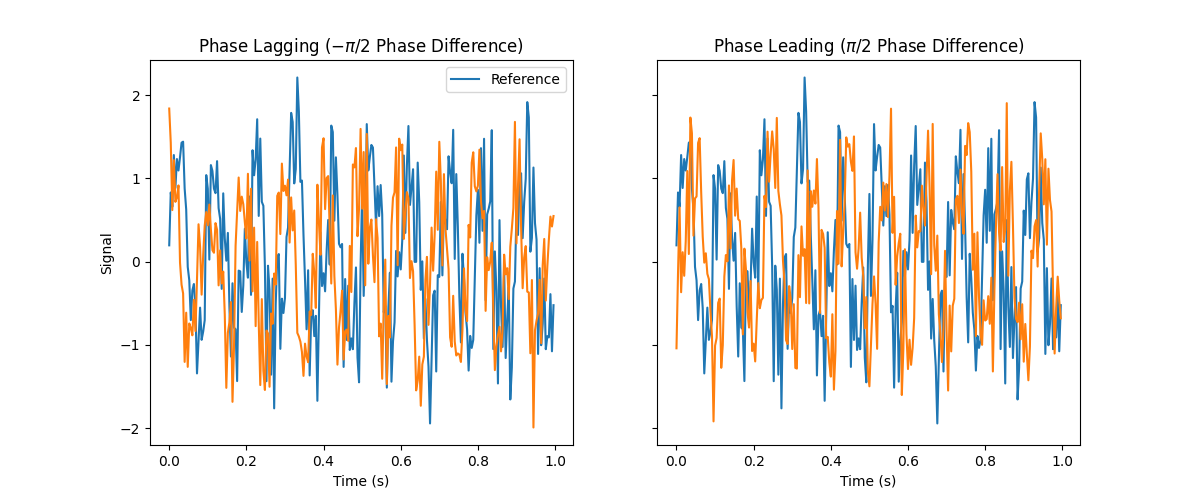 Phase Lagging (−π/2 Phase Difference)
Phase Leading (π/2 Phase Difference)
Reference
Signal
2
1
0
−1
−2
0.0 0.2 0.4 0.6 0.8 1.0
0.0 0.2 0.4 0.6 0.8 1.0
Time (s)
Time (s)